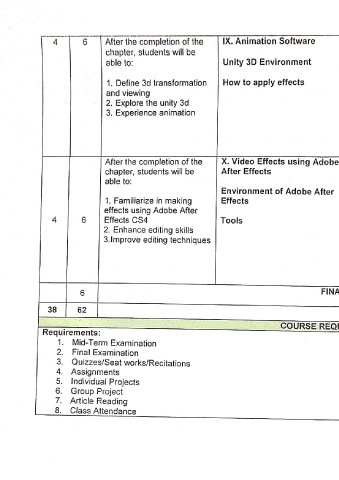 4 6 After the completion of the IX. Animation Software
chapter, students will be
able to: Unity 3D Environment
1. Define 3d transformation How to apply effects
and viewing
2. Explore the unity 3d
3. Experience animation
After the completion of the X. Video Effects using Adobe
chapter, students will be After Effects
able to:
Environment of Adobe After
1. Familiarize in making Effects
effects using Adobe After
4 6 Effects CS4 Tools
2. Enhance editing skills
3.Improve editing techniques
6 FINA
38 62
COURSE REQU
Requirements:
1. Mid-Term Examination
2. Final Examination
3. Quizzes/Seat works/Recitations
4. Assignments
5. Individual Projects
6. Group Project
7. Article Reading
8. Class Attendance